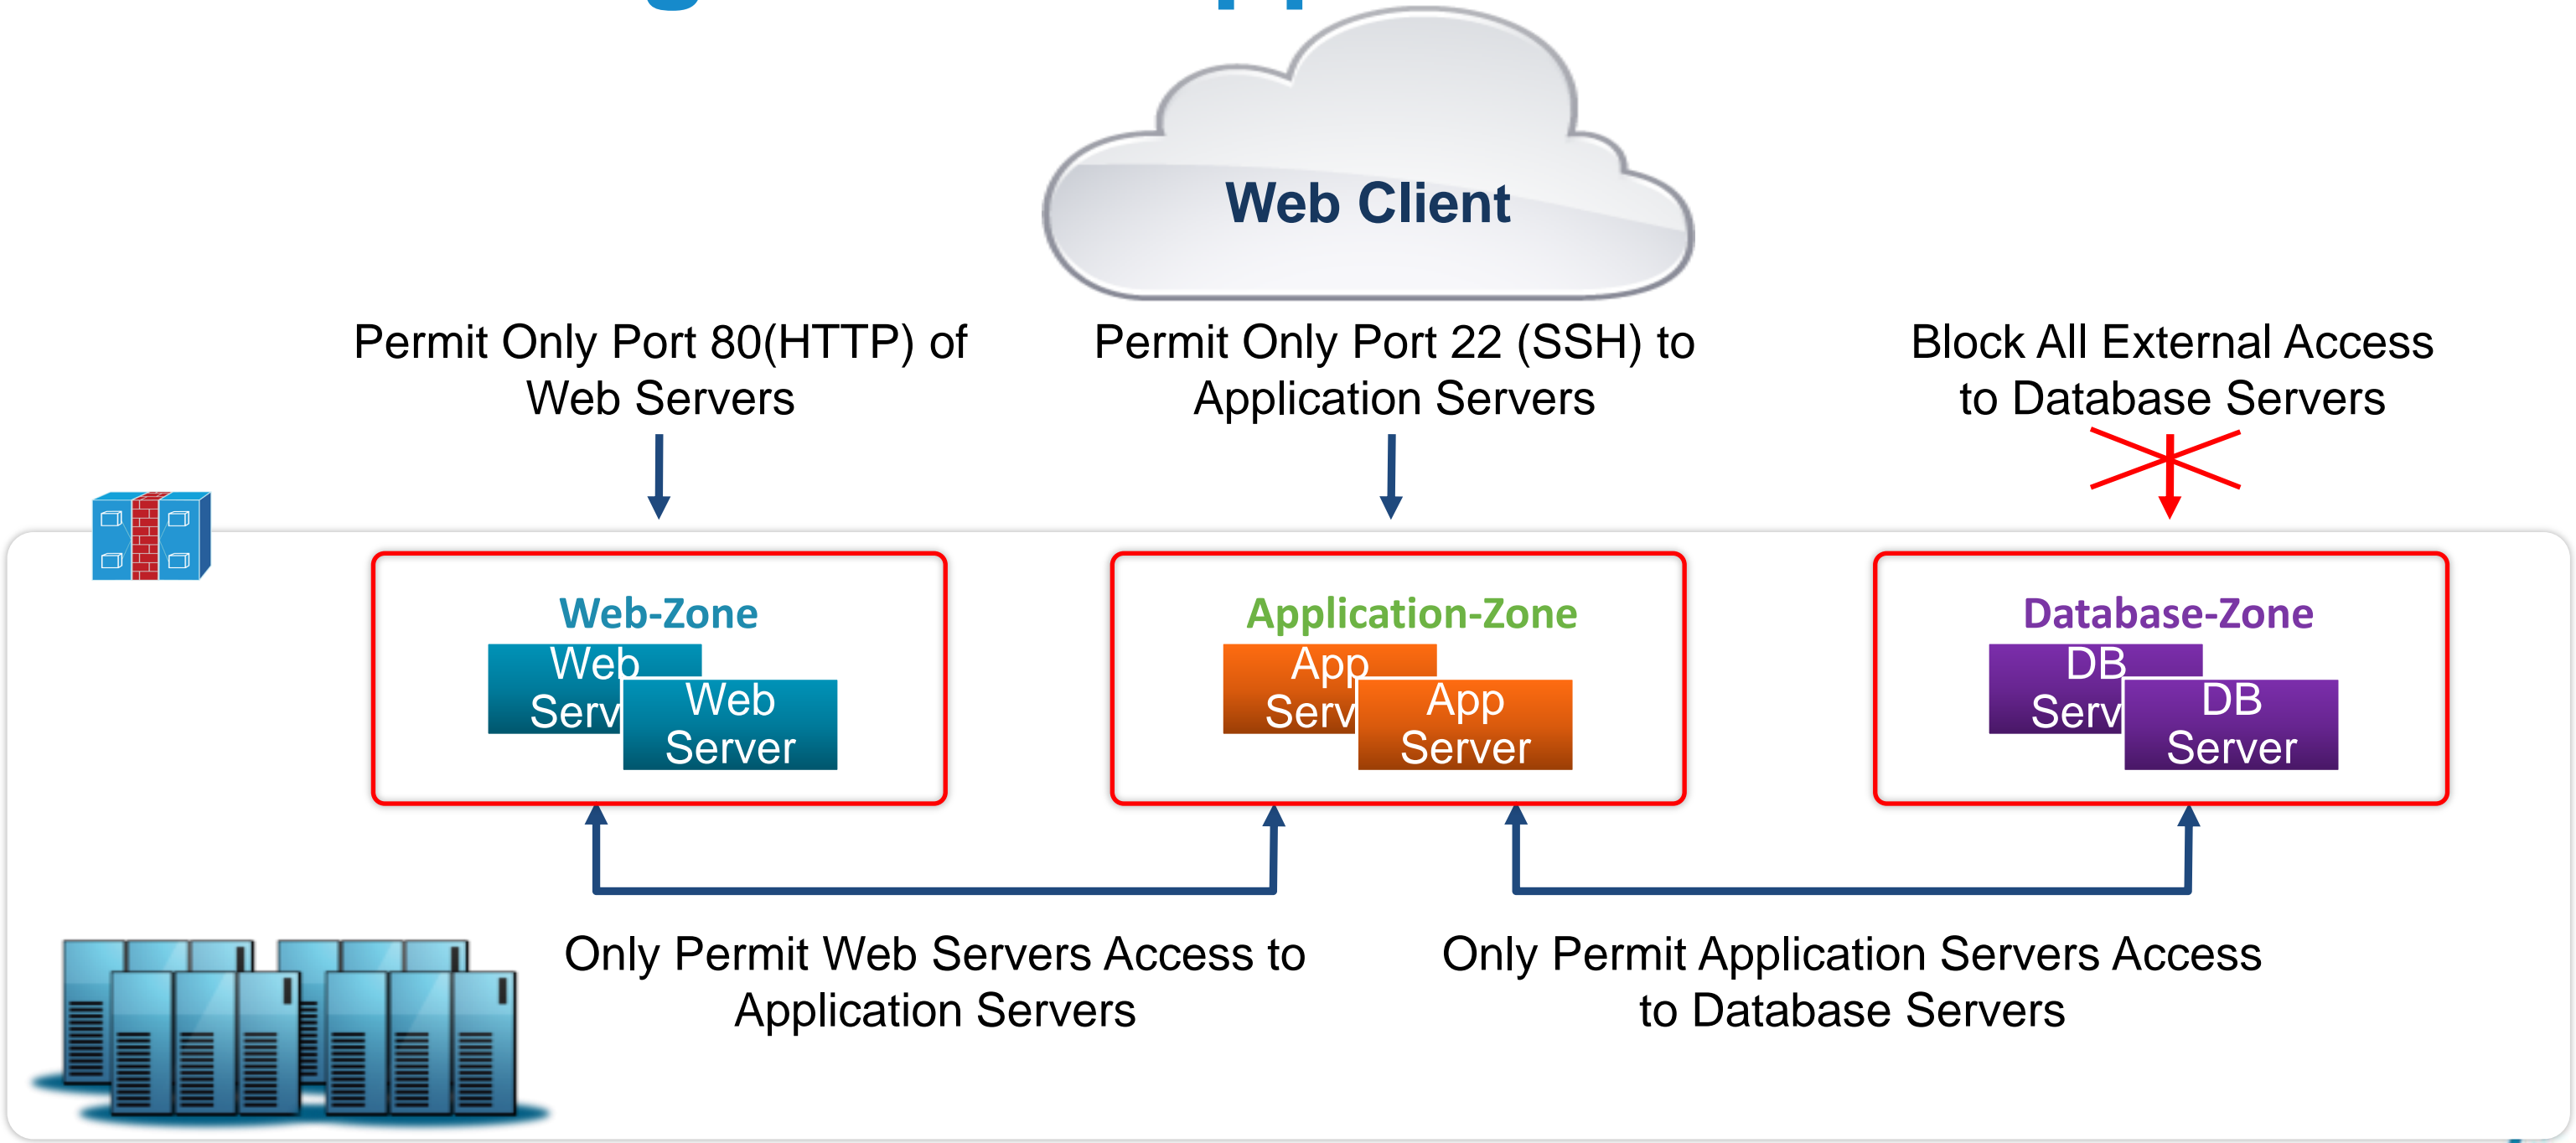 Web Client
Permit Only Port 80(HTTP) of
Web Servers
Permit Only Port 22 (SSH) to
Application Servers
Block All External Access
to Database Servers
Web-Zone
Web
Serv
Web
Server
Application-Zone
App
Serv
App
Server
Database-Zone
DB
Serv
DB
Server
Only Permit Web Servers Access to
Application Servers
Only Permit Application Servers Access
to Database Servers